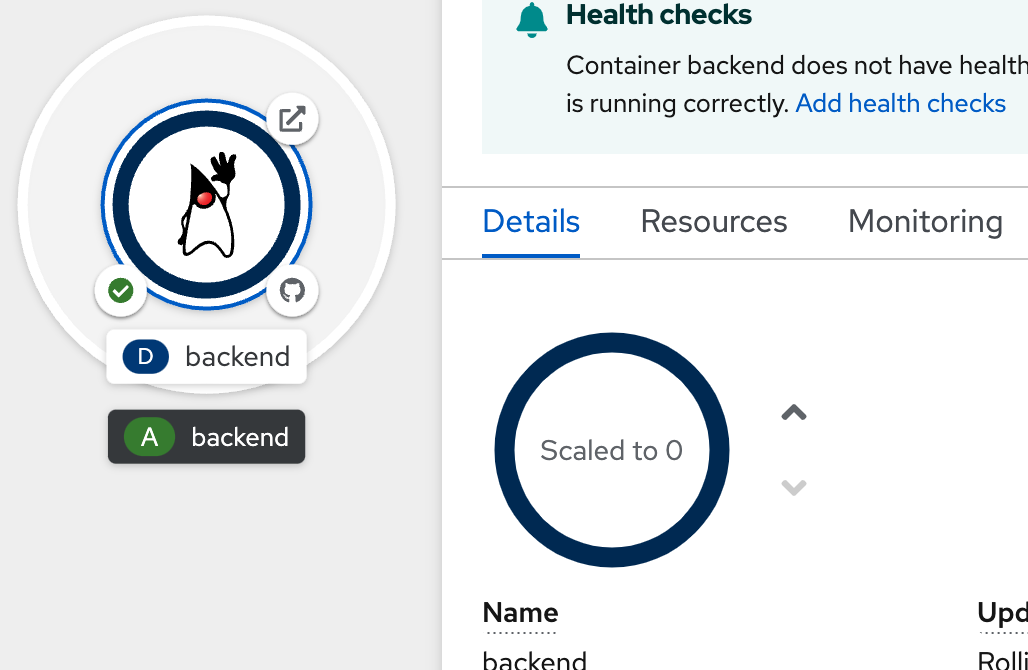 Health checks
Container backend does not have health
is running correctly. Add health checks
Details Resources Monitoring
D backend
A backend
Scaled to 0
Name
backend
Upd
Rolli